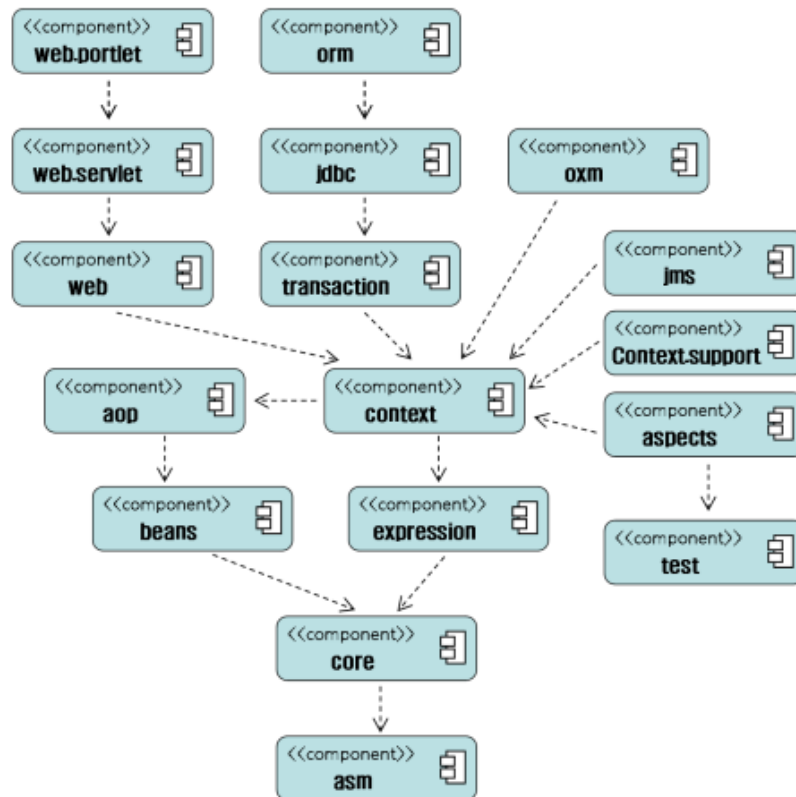 <<component>>
web.portlet
<<component>>
orm
<<component>>
web.servlet
<<component>>
jdbc
<<component>>
oxm
<<component>>
web
<<component>>
transaction
<<component>>
jms
<<component>>
Context.support
<<component>>
aop
<<component>>
context
<<component>>
aspects
<<component>>
beans
<<component>>
expression
<<component>>
test
<<component>>
core
<<component>>
asm